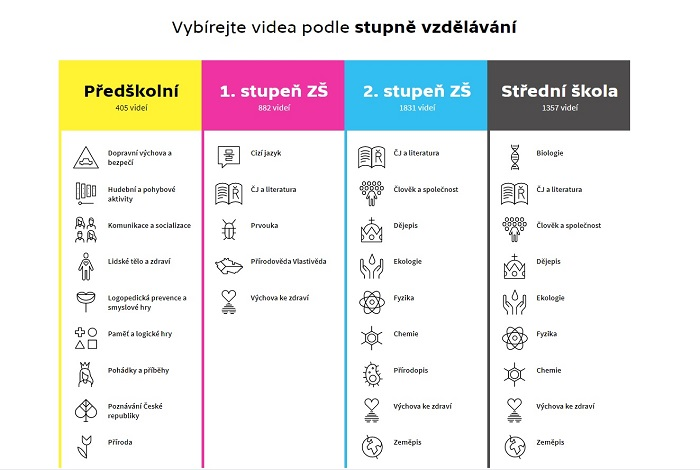 Vybírejte videa podle stupně vzdělávání
Předškolní
405 videí
Dopravní výchova a
bezpečí
Hudební a pohybové
aktivity
Komunikace a socializace
Lidské tělo a zdraví
Logopedická prevence a
smyslové hry
Paměť a logické hry
Pohádky a příběhy
Poznávání České
republiky
Příroda
1. stupeň ZŠ
882 videí
Cizí jazyk
Ř
ČJ a literatura
Prvouka
Přírodověda Vlastivěda
Výchova ke zdraví
2. stupeň ZŠ
1831 videí
Ř
ČJ a literatura
Člověk a společnost
Dějepis
Ekologie
Fyzika
Chemie
Přírodopis
Výchova ke zdraví
Zeměpis
Střední škola
1357 videí
Biologie
Ř
ČJ a literatura
Člověk a společnost
Dějepis
Ekologie
Fyzika
Chemie
Výchova ke zdraví
Zeměpis